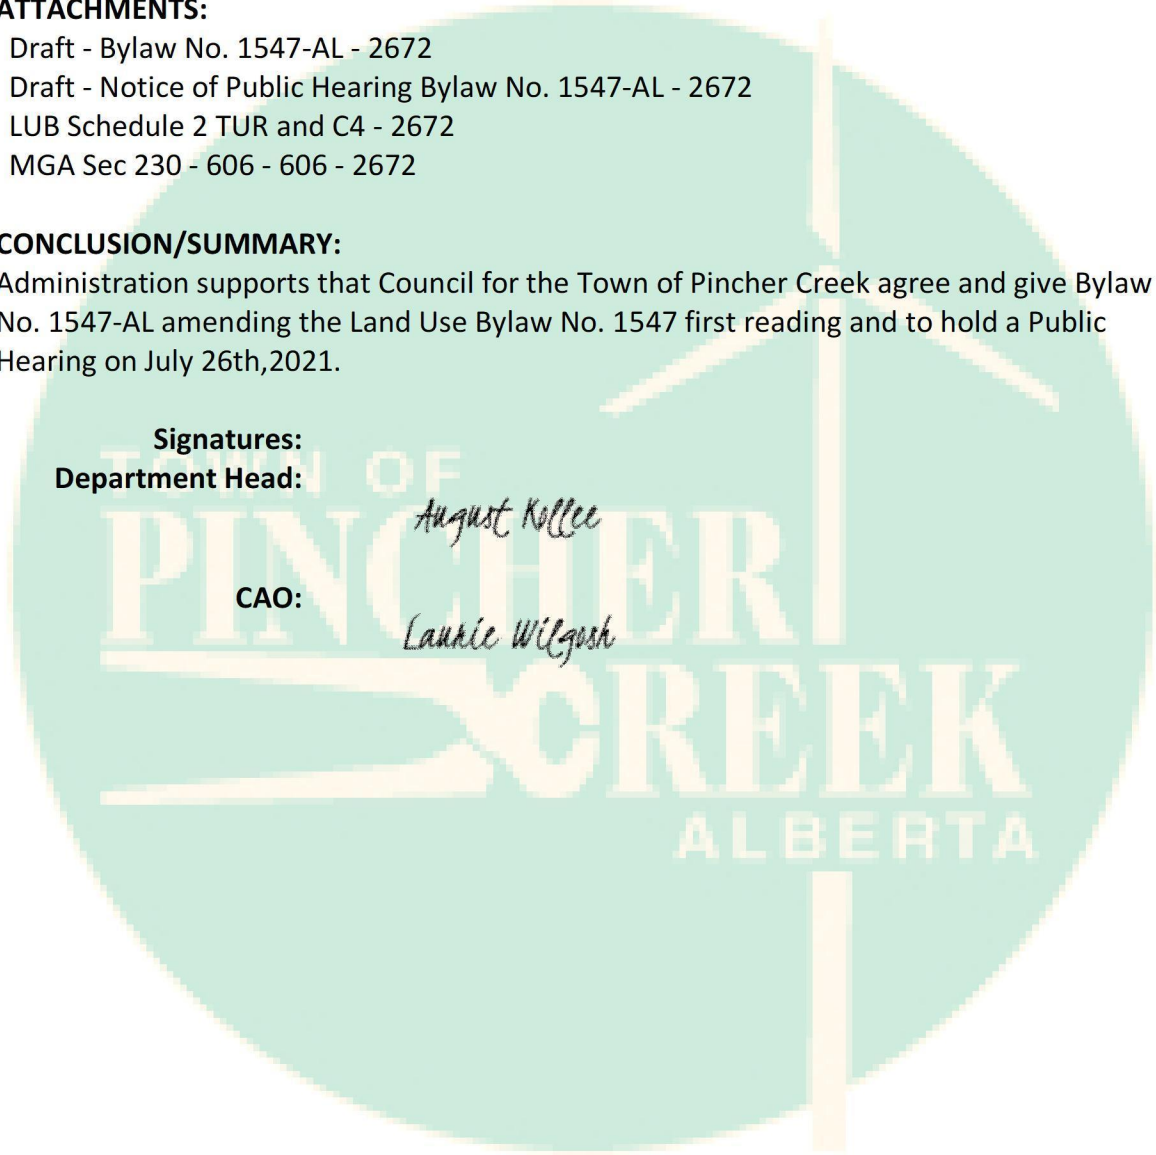 ATTACHMENTS:
Draft - Bylaw No. 1547-AL - 2672
Draft - Notice of Public Hearing Bylaw No. 1547-AL - 2672
LUB Schedule 2 TUR and C4 - 2672
MGA Sec 230 - 606 - 606 - 2672
CONCLUSION/SUMMARY:
Administration supports that Council for the Town of Pincher Creek agree and give Bylaw
No. 1547-AL amending the Land Use Bylaw No. 1547 first reading and to hold a Public
Hearing on July 26th,2021.
Signatures:
Department Head:
August Kollee
CAO:
Laurie Wilgosh
TOWN OF
PINCHER
CREEK
ALBERTA